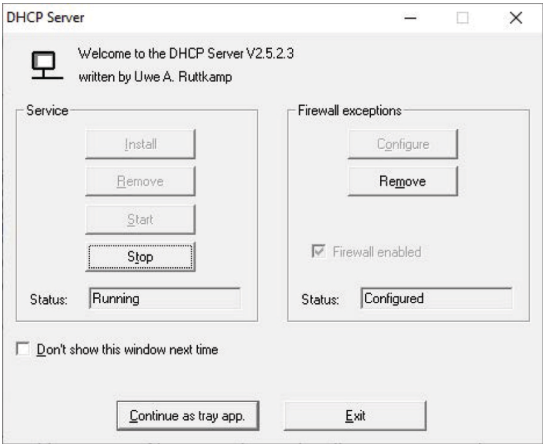 DHCP Server
Welcome to the DHCP Server V2.5.2.3
written by Uwe A. Ruttkamp
Service
Install
Remove
Start
Stop
Status: Running
Firewall exceptions
Configure
Remove
Firewall enabled
Status: Configured
Don't show this window next time
Continue as tray app.
Exit